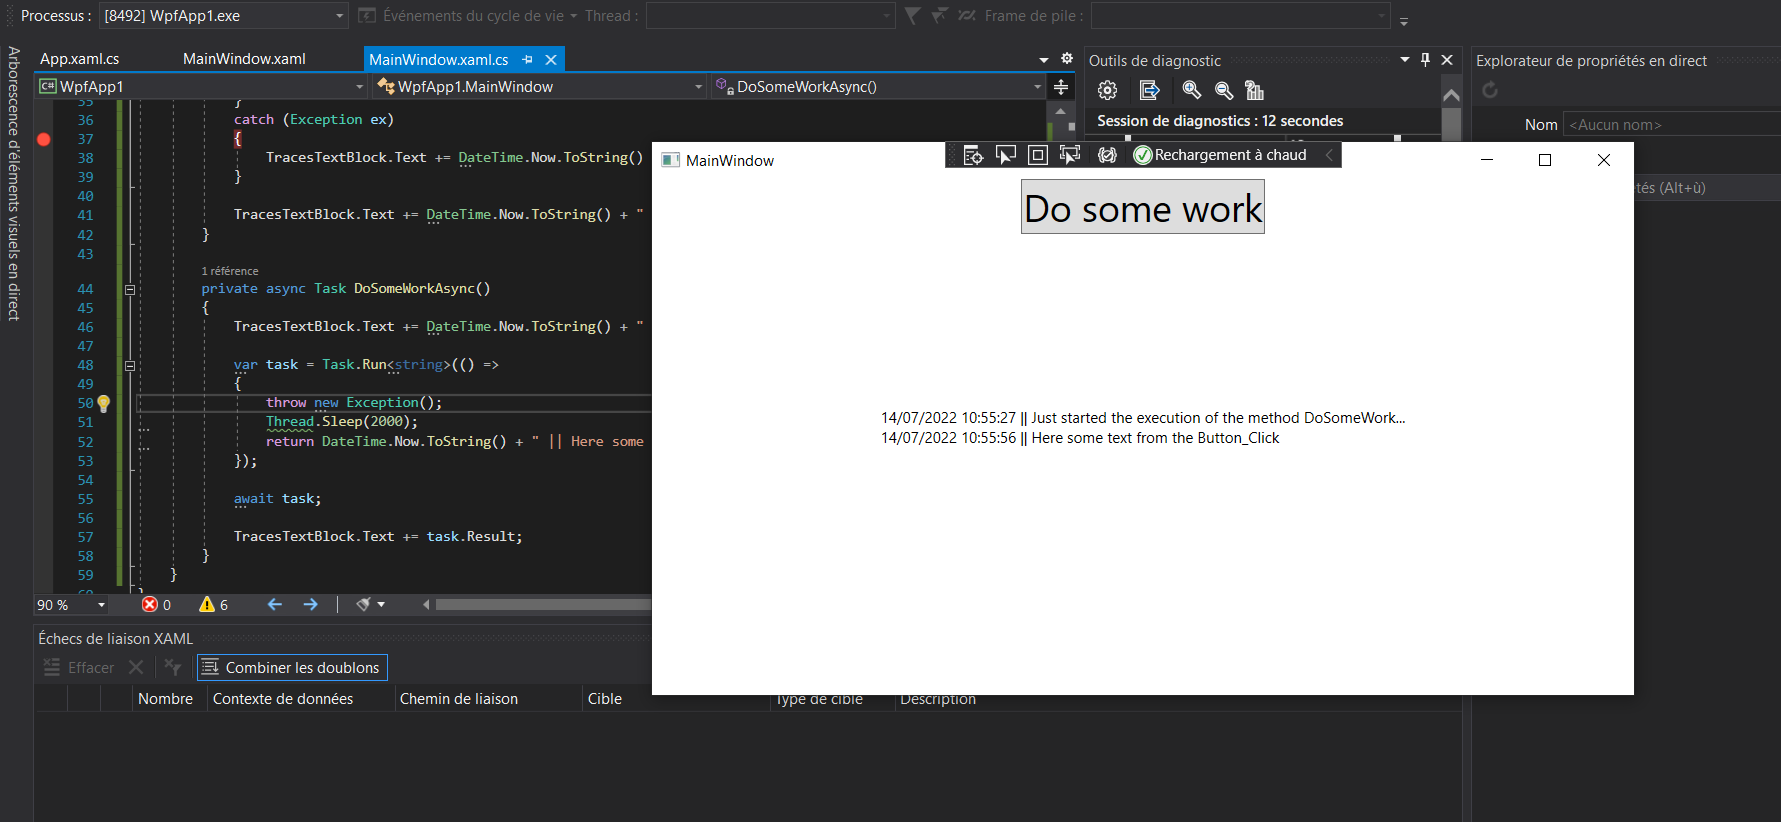 Processus : [8492] WpfApp1.exe Événements du cycle de vie Thread : Frame de pile :
Arborescence d'éléments visuels en direct
App.xaml.cs MainWindow.xaml MainWindow.xaml.cs
WpfApp1 WpfApp1.MainWindow DoSomeWorkAsync()
35 }
36 catch (Exception ex)
37 {
38 TracesTextBlock.Text += DateTime.Now.ToString()
39 }
40
41 TracesTextBlock.Text += DateTime.Now.ToString() + "
42 }
43
1 référence
44 private async Task DoSomeWorkAsync()
45 {
46 TracesTextBlock.Text += DateTime.Now.ToString() + "
47
48 var task = Task.Run<string>(() =>
49 {
50 throw new Exception();
51 Thread.Sleep(2000);
52 return DateTime.Now.ToString() + " || Here some
53 });
54
55 await task;
56
57 TracesTextBlock.Text += task.Result;
58 }
59 }
60 }
90 % 0 6
Échecs de liaison XAML
Effacer Combiner les doublons
Nombre Contexte de données Chemin de liaison Cible Type de cible Description
Outils de diagnostic
Session de diagnostics : 12 secondes
Explorateur de propriétés en direct
Nom <Aucun nom>
tés (Alt+ù)
MainWindow
Rechargement à chaud
Do some work
14/07/2022 10:55:27 || Just started the execution of the method DoSomeWork...
14/07/2022 10:55:56 || Here some text from the Button_Click